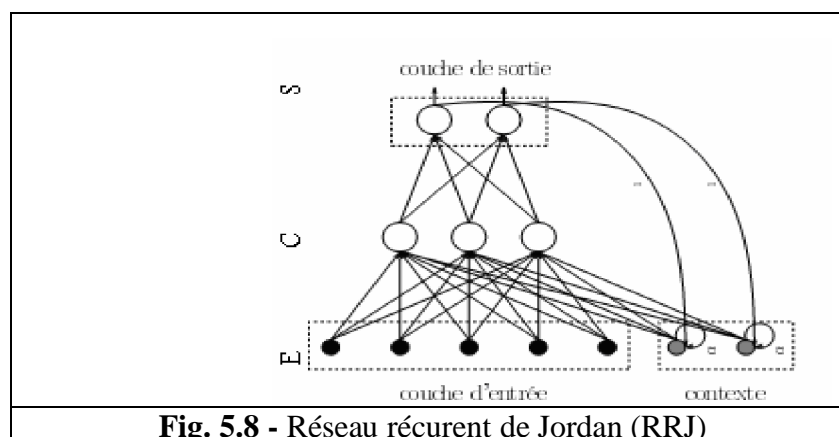 couche de sortie
S
C
E
α
α
couche d'entrée
contexte
Fig. 5.8 - Réseau récurent de Jordan (RRJ)